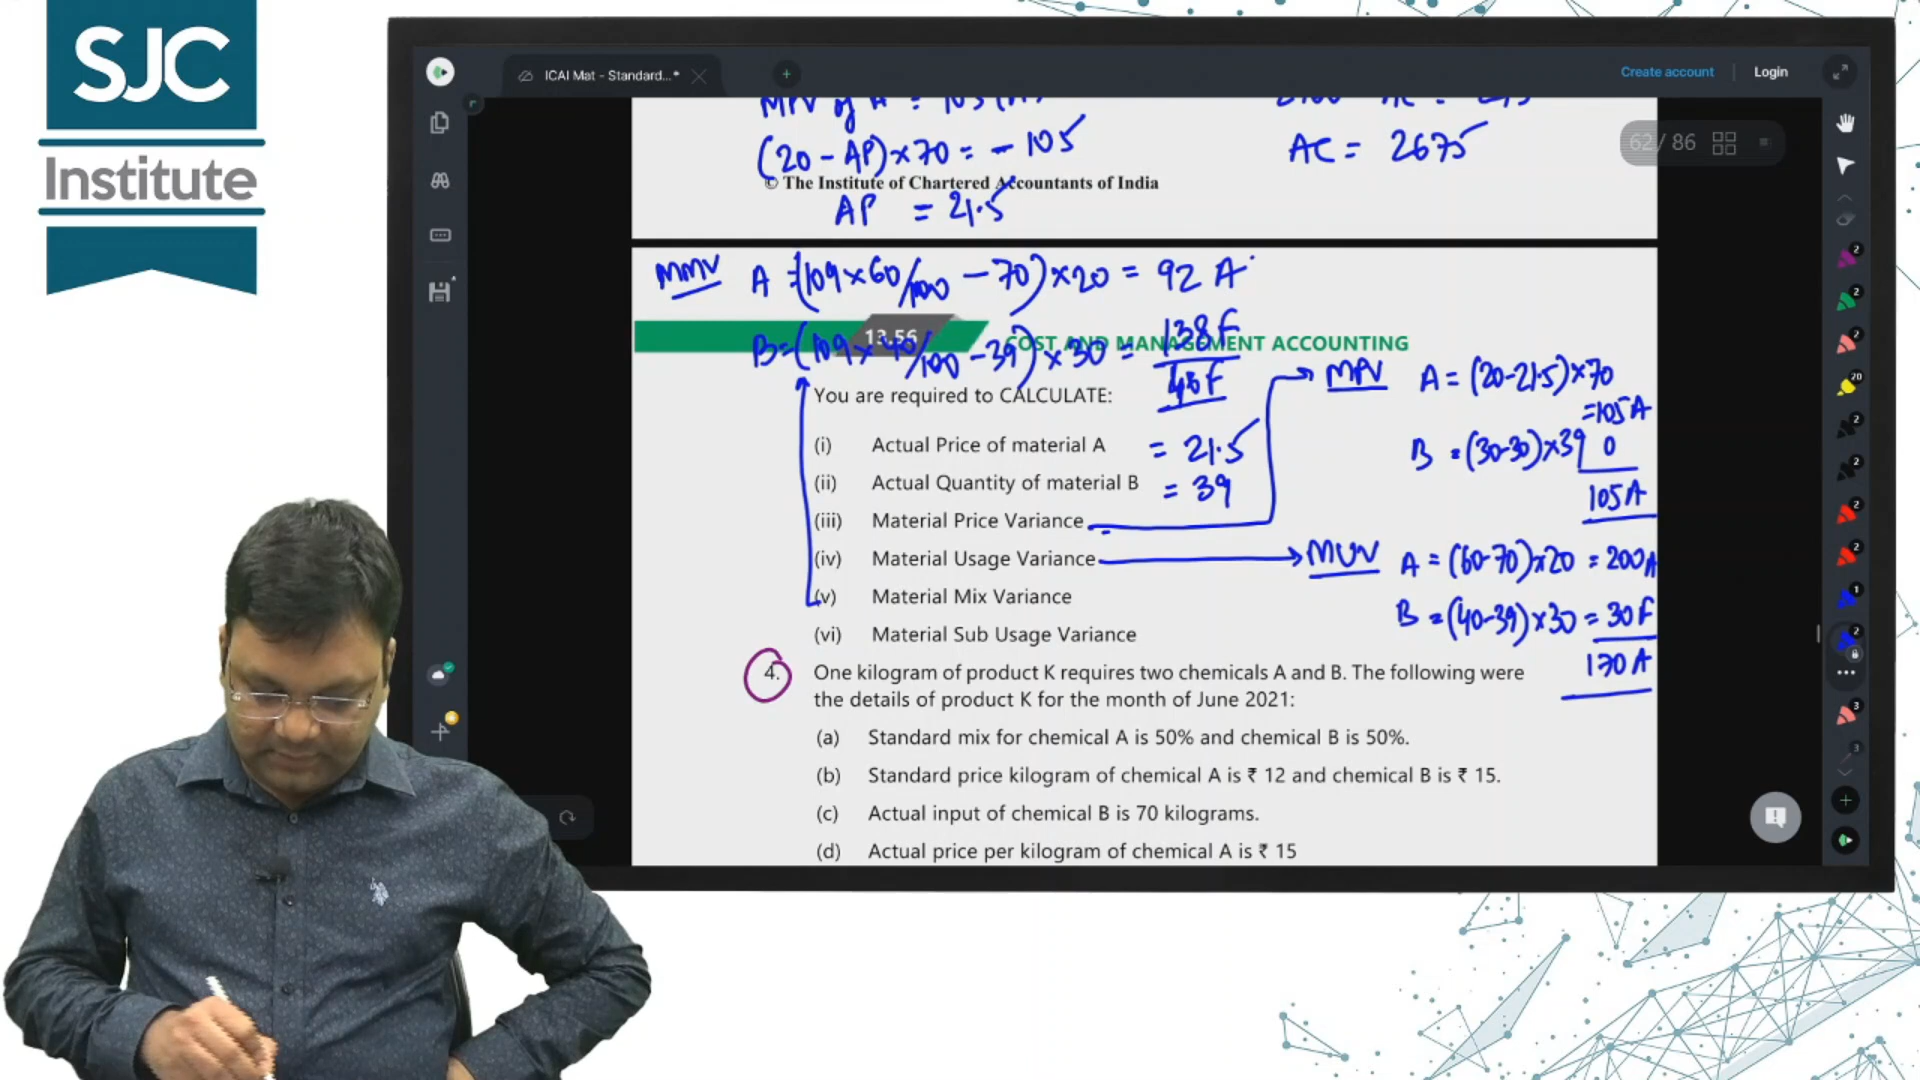 SJC
Institute
ICAI Mat - Standard...*
Create account
Login
62 / 86
(20 - AP) × 70 = - 105
AC = 2675
© The Institute of Chartered Accountants of India
AP = 21.5
MMV A = (109 × 60/100 - 70) × 20 = 92 A
13.56
COST AND MANAGEMENT ACCOUNTING
B = (109 × 40/100 - 39) × 30 = 138 F
46 F
You are required to CALCULATE:
(i) Actual Price of material A = 21.5
(ii) Actual Quantity of material B = 39
(iii) Material Price Variance
(iv) Material Usage Variance
(v) Material Mix Variance
(vi) Material Sub Usage Variance
MPV A = (20-21.5) × 70
= 105 A
B = (30-30) × 39 0
105 A
MUV A = (60-70) × 20 = 200 A
B = (40-39) × 30 = 30 F
170 A
4. One kilogram of product K requires two chemicals A and B. The following were
the details of product K for the month of June 2021:
(a) Standard mix for chemical A is 50% and chemical B is 50%.
(b) Standard price kilogram of chemical A is ₹ 12 and chemical B is ₹ 15.
(c) Actual input of chemical B is 70 kilograms.
(d) Actual price per kilogram of chemical A is ₹ 15